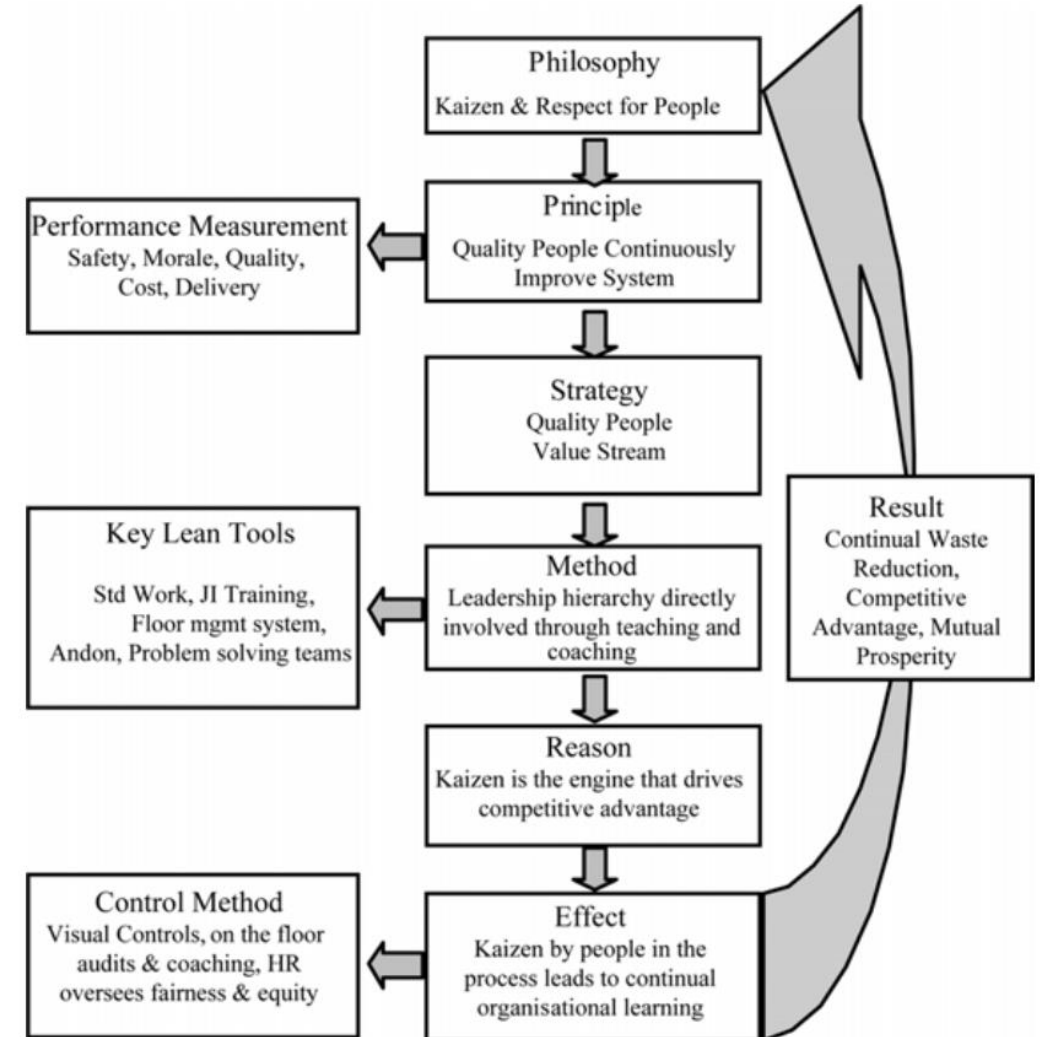 Philosophy
Kaizen & Respect for People
Principle
Quality People Continuously
Improve System
Performance Measurement
Safety, Morale, Quality,
Cost, Delivery
Strategy
Quality People
Value Stream
Method
Leadership hierarchy directly
involved through teaching and
coaching
Key Lean Tools
Std Work, JI Training,
Floor mgmt system,
Andon, Problem solving teams
Reason
Kaizen is the engine that drives
competitive advantage
Effect
Kaizen by people in the
process leads to continual
organisational learning
Control Method
Visual Controls, on the floor
audits & coaching, HR
oversees fairness & equity
Result
Continual Waste
Reduction,
Competitive
Advantage, Mutual
Prosperity